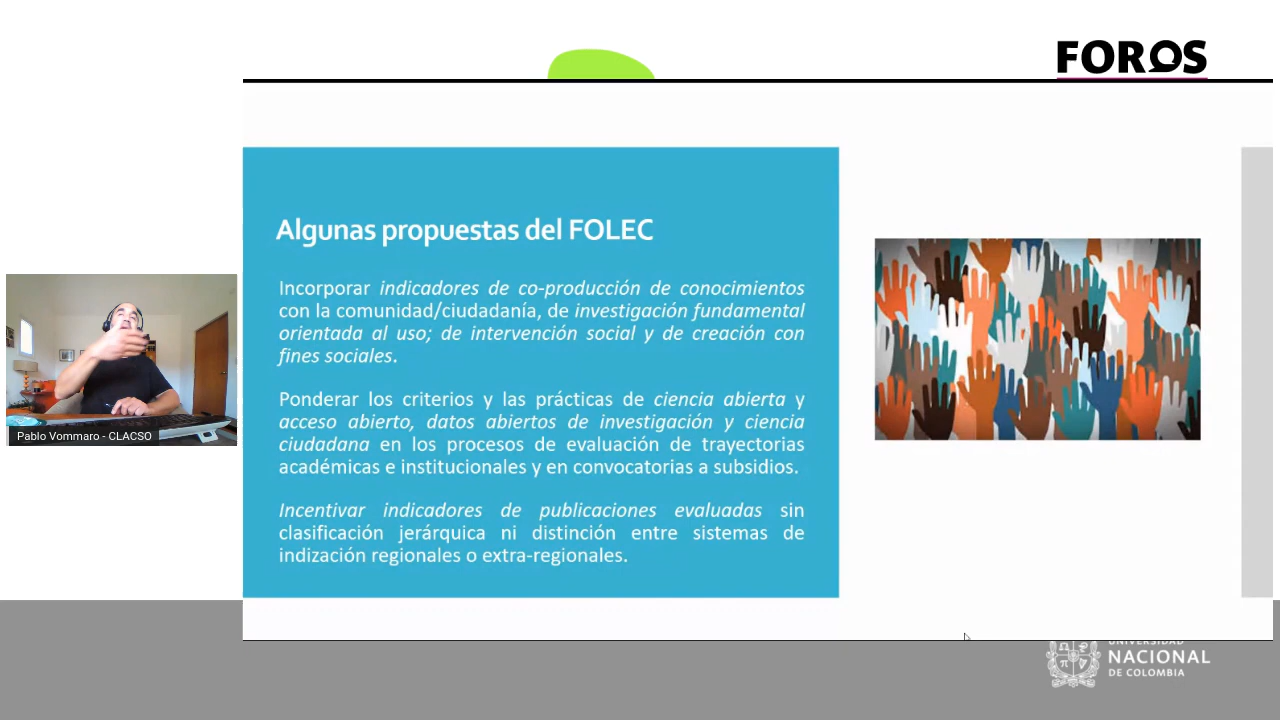 FOROS
Algunas propuestas del FOLEC
Incorporar indicadores de co-producción de conocimientos
con la comunidad/ciudadanía, de investigación fundamental
orientada al uso; de intervención social y de creación con
fines sociales.
Ponderar los criterios y las prácticas de ciencia abierta y
acceso abierto, datos abiertos de investigación y ciencia
ciudadana en los procesos de evaluación de trayectorias
académicas e institucionales y en convocatorias a subsidios.
Incentivar indicadores de publicaciones evaluadas sin
clasificación jerárquica ni distinción entre sistemas de
indización regionales o extra-regionales.
Pablo Vommaro - CLACSO
UNIVERSIDAD
NACIONAL
DE COLOMBIA